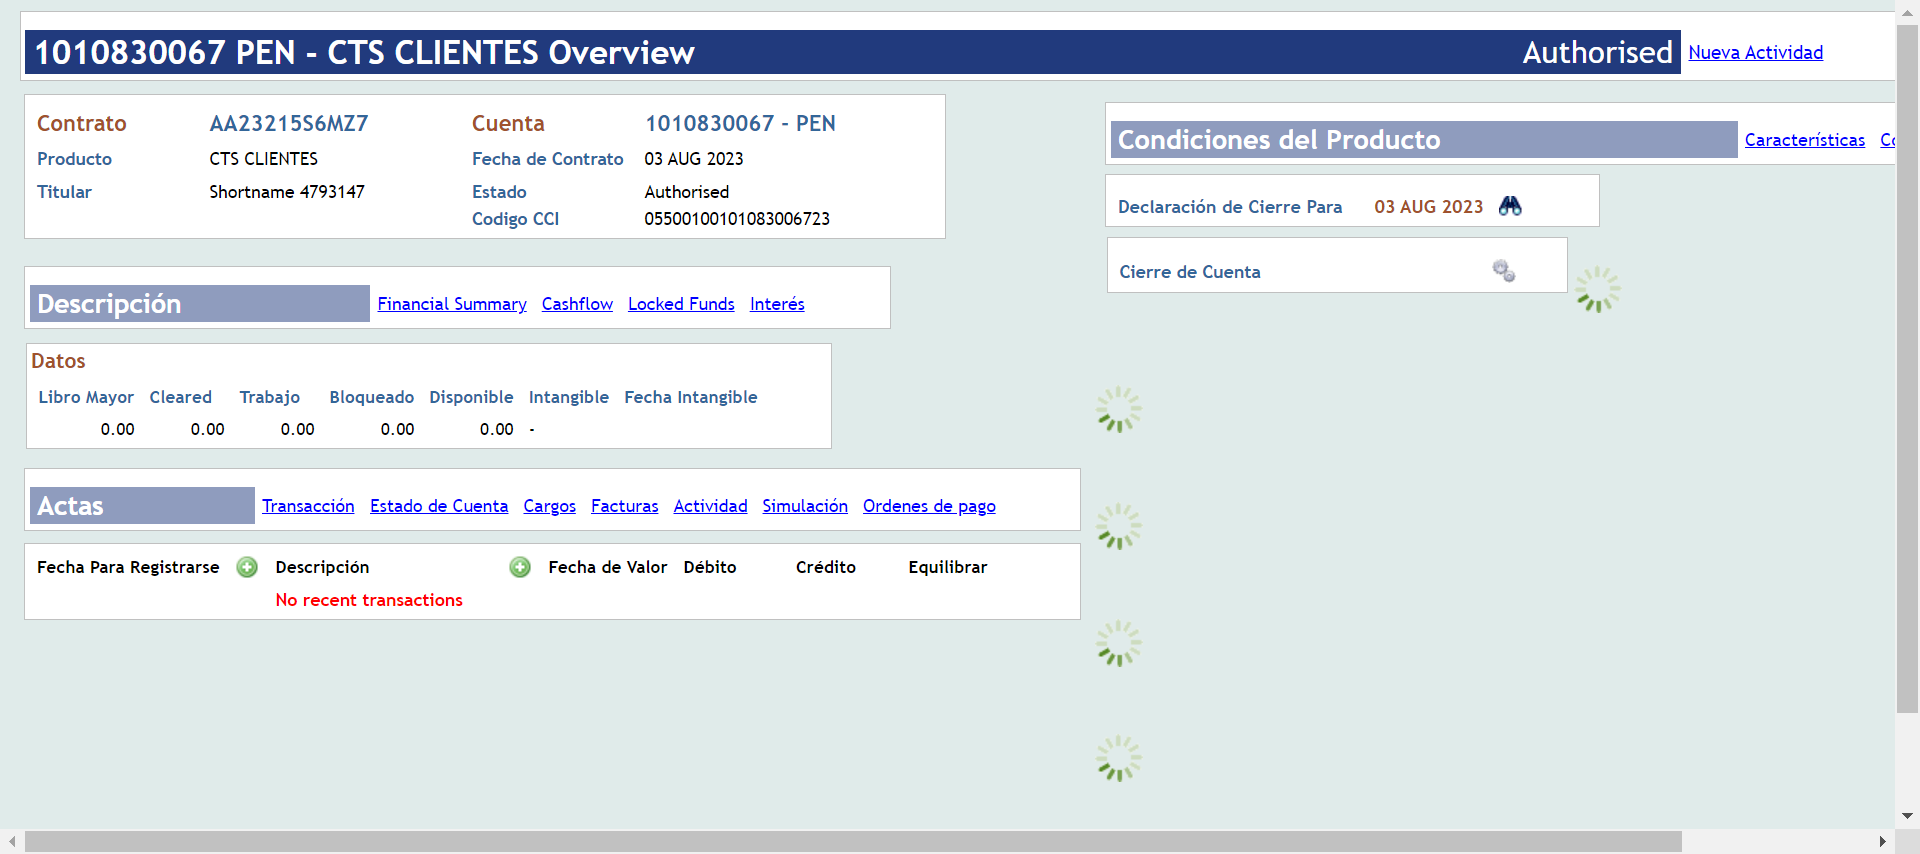 1010830067 PEN - CTS CLIENTES Overview Authorised Nueva Actividad
Contrato AA23215S6MZ7 Cuenta 1010830067 - PEN
Producto CTS CLIENTES Fecha de Contrato 03 AUG 2023
Titular Shortname 4793147 Estado Authorised
Codigo CCI 05500100101083006723
Condiciones del Producto Características
Declaración de Cierre Para 03 AUG 2023
Cierre de Cuenta
Descripción Financial Summary Cashflow Locked Funds Interés
Datos
Libro Mayor Cleared Trabajo Bloqueado Disponible Intangible Fecha Intangible
0.00 0.00 0.00 0.00 0.00 -
Actas Transacción Estado de Cuenta Cargos Facturas Actividad Simulación Ordenes de pago
Fecha Para Registrarse Descripción Fecha de Valor Débito Crédito Equilibrar
No recent transactions